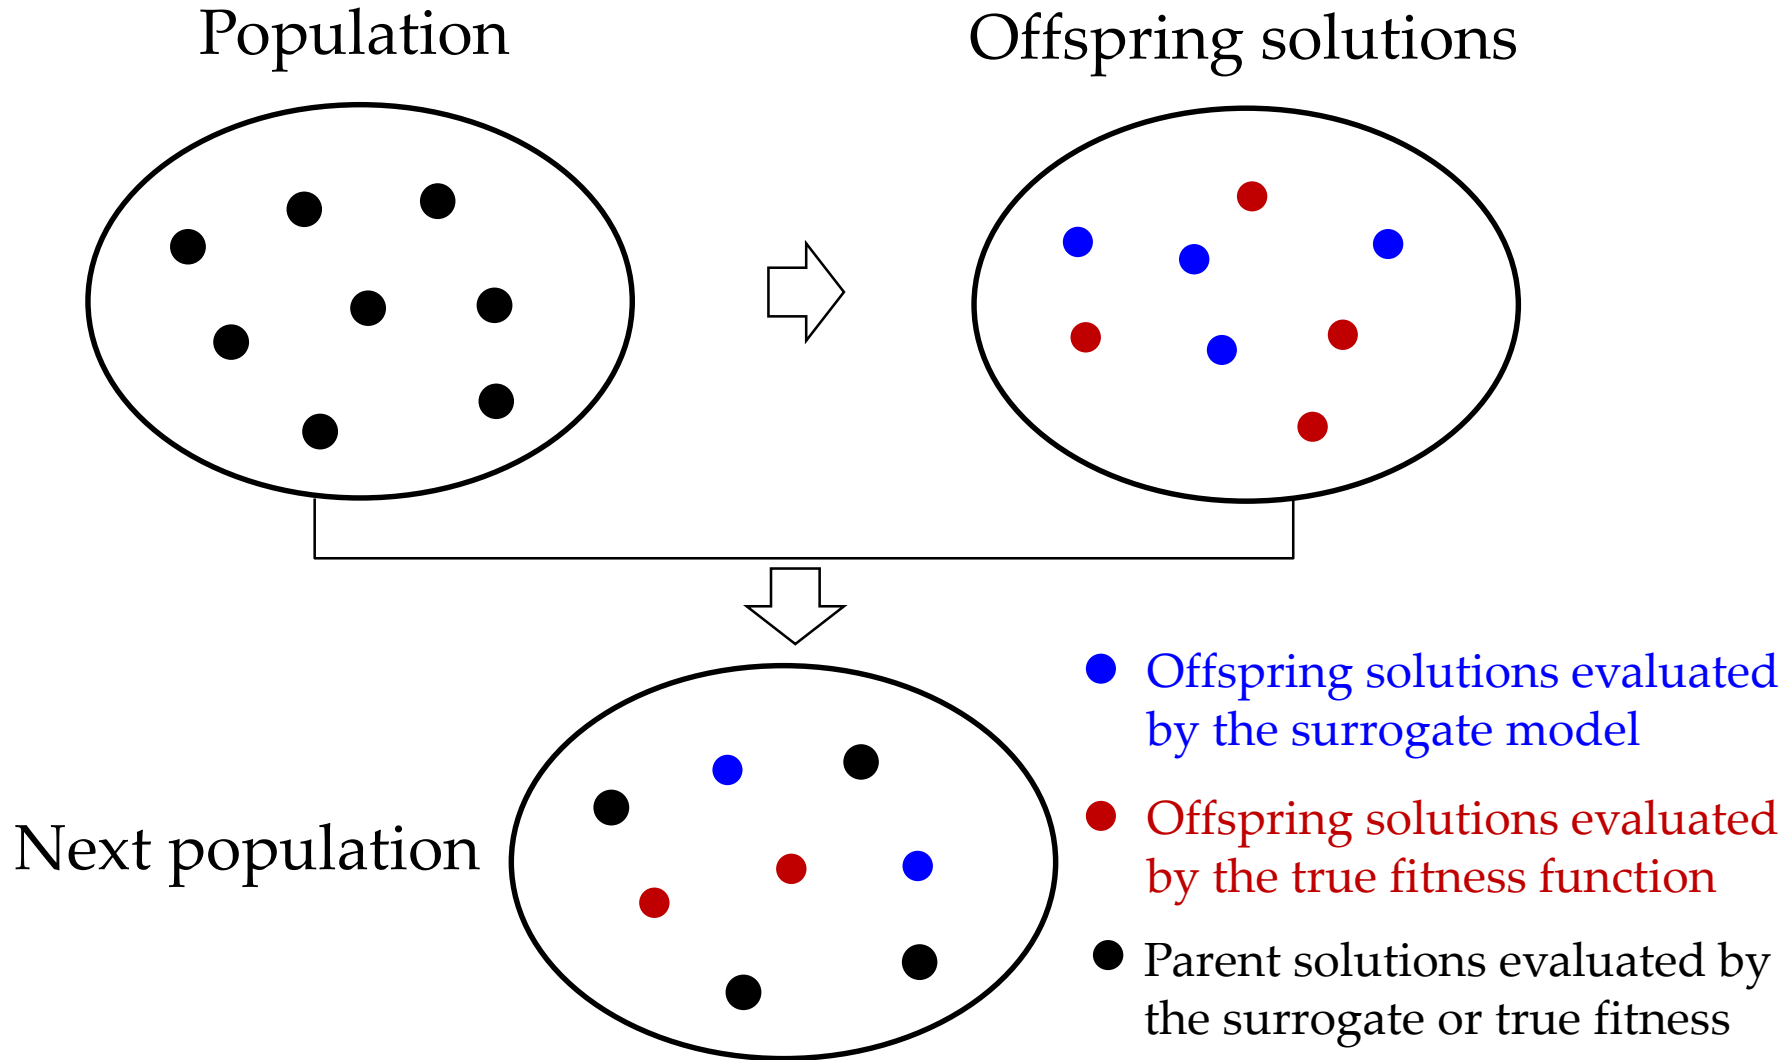 Population
Offspring solutions
Next population
Offspring solutions evaluated
by the surrogate model
Offspring solutions evaluated
by the true fitness function
Parent solutions evaluated by
the surrogate or true fitness